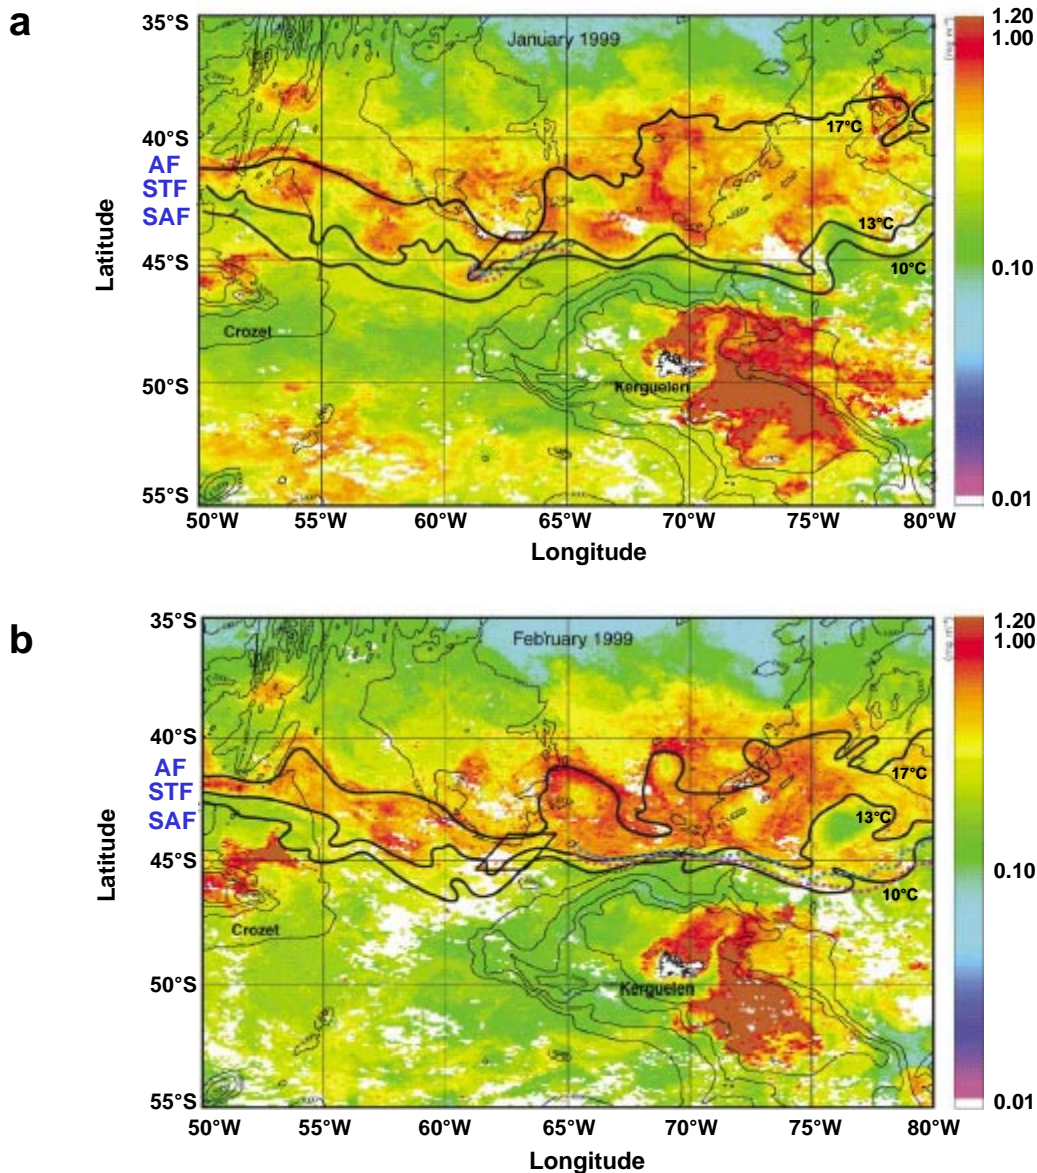 a
January 1999
35°S
40°S
45°S
50°S
55°S
AF
STF
SAF
Latitude
17°C
13°C
10°C
Crozet
Kerguelen
50°W
55°W
60°W
65°W
70°W
75°W
80°W
Longitude
1.20
1.00
0.10
0.01
b
February 1999
35°S
40°S
45°S
50°S
55°S
AF
STF
SAF
Latitude
17°C
13°C
10°C
Crozet
Kerguelen
50°W
55°W
60°W
65°W
70°W
75°W
80°W
Longitude
1.20
1.00
0.10
0.01